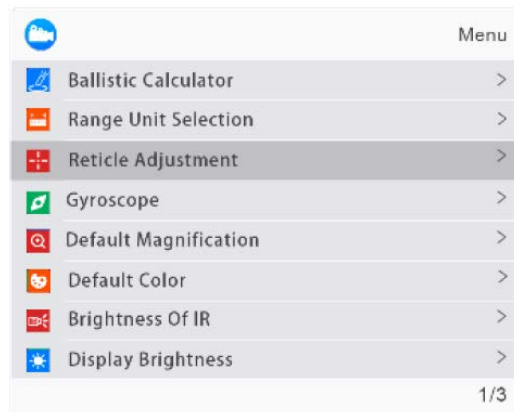 Menu
Ballistic Calculator >
Range Unit Selection >
Reticle Adjustment >
Gyroscope >
Default Magnification >
Default Color >
Brightness Of IR >
Display Brightness >
1/3